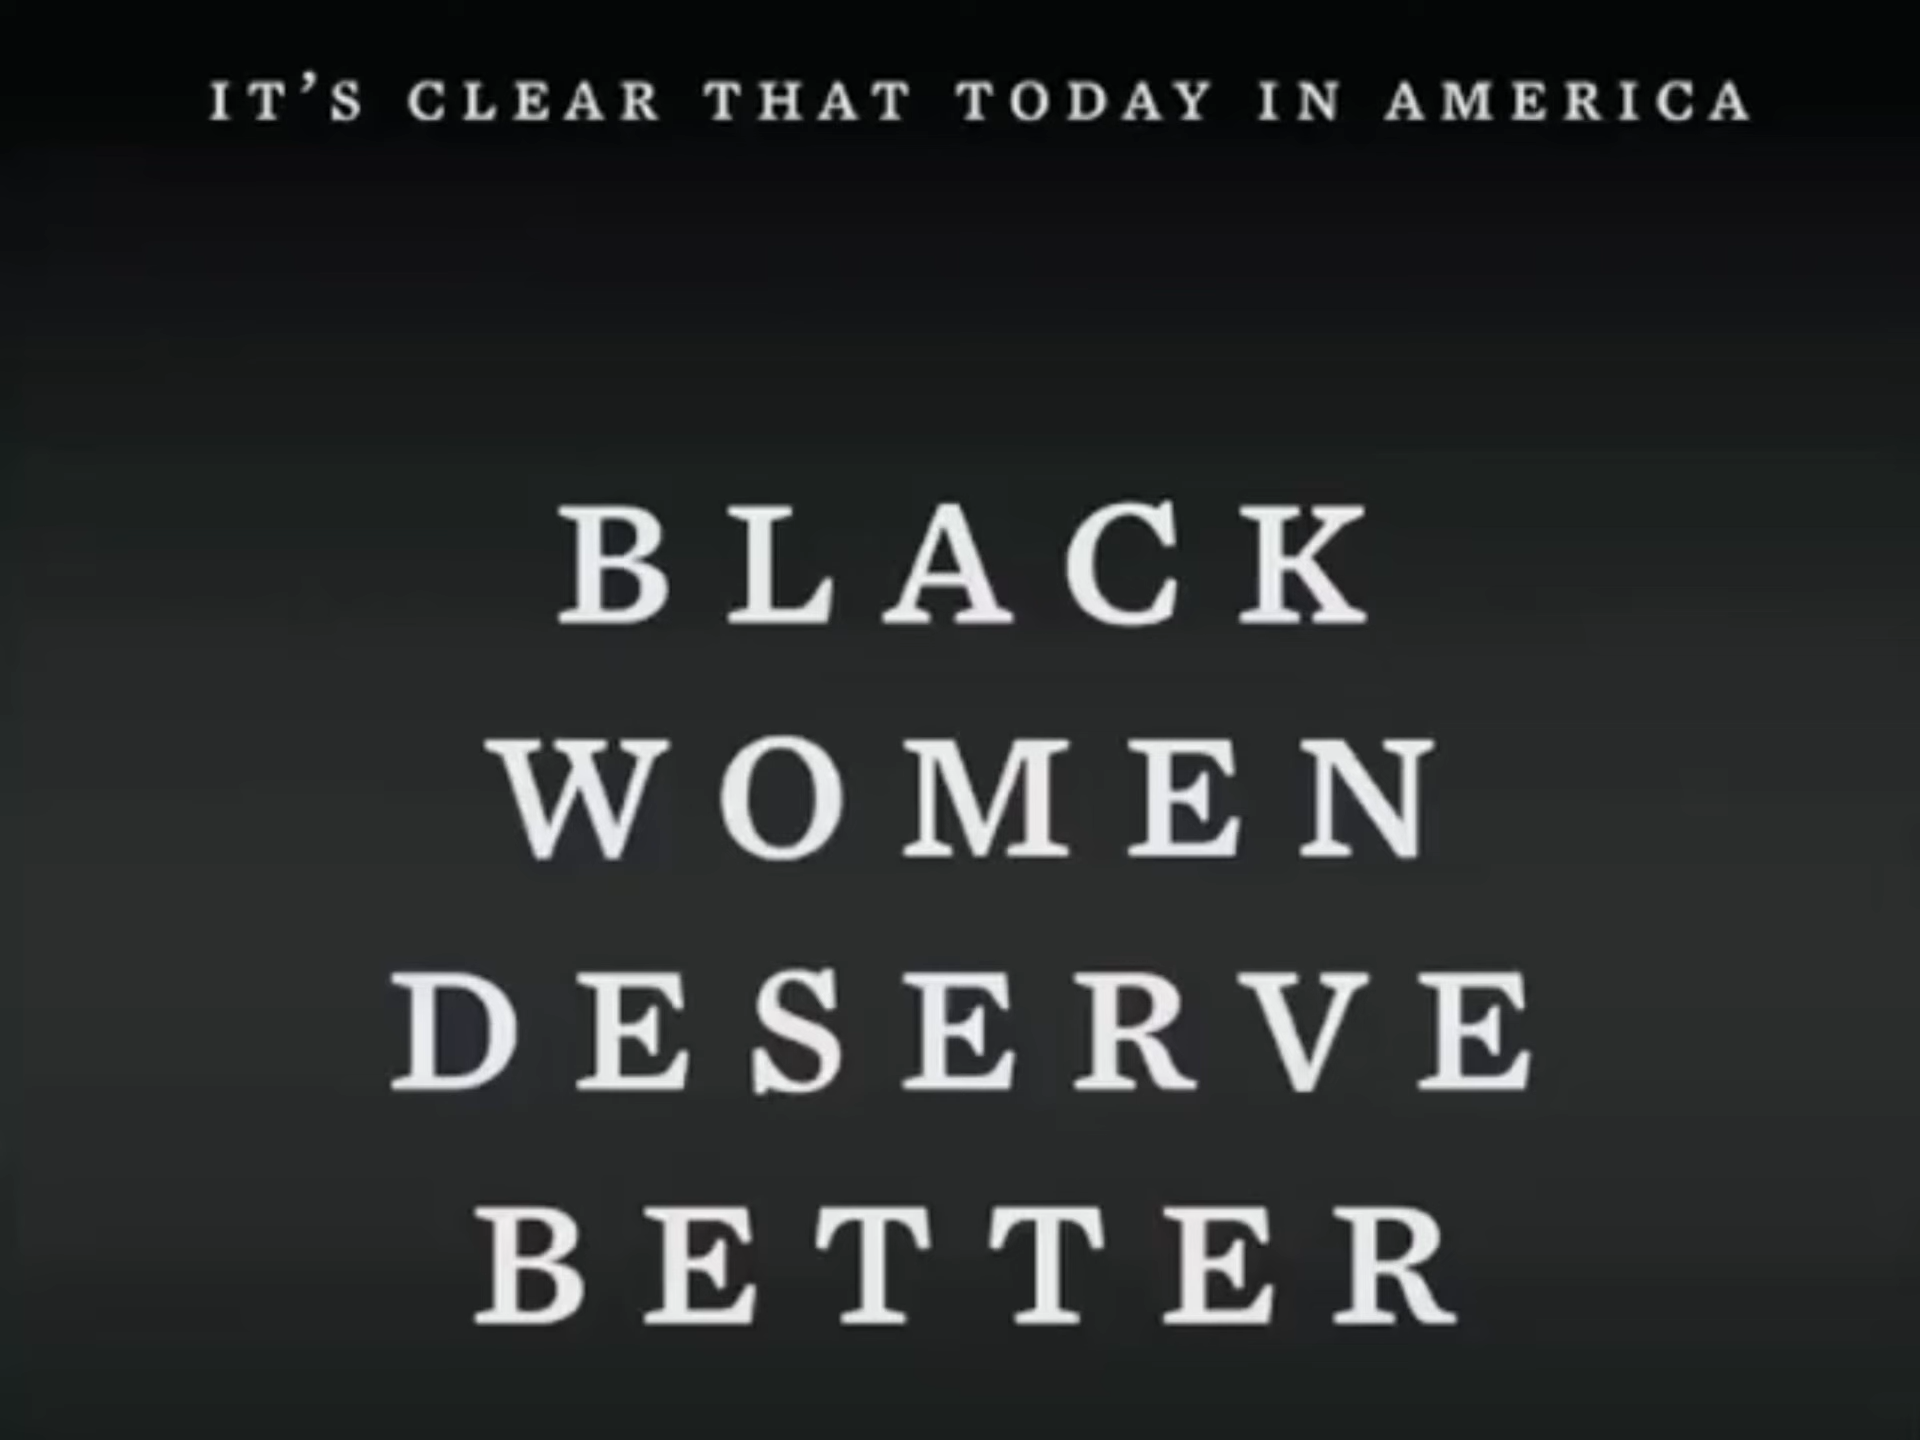 IT’S CLEAR THAT TODAY IN AMERICA
BLACK
WOMEN
DESERVE
BETTER